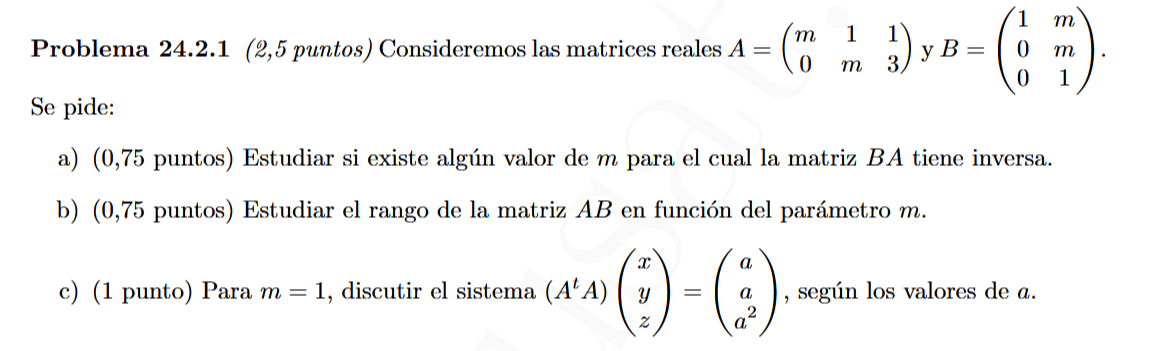 Problema 24.2.1 (2,5 puntos) Consideremos las matrices reales A = \begin{pmatrix} m & 1 & 1 \\ 0 & m & 3 \end{pmatrix} y B = \begin{pmatrix} 1 & m \\ 0 & m \\ 0 & 1 \end{pmatrix}.
Se pide:
a) (0,75 puntos) Estudiar si existe algún valor de m para el cual la matriz BA tiene inversa.
b) (0,75 puntos) Estudiar el rango de la matriz AB en función del parámetro m.
c) (1 punto) Para m = 1, discutir el sistema (A^t A) \begin{pmatrix} x \\ y \\ z \end{pmatrix} = \begin{pmatrix} a \\ a \\ a^2 \end{pmatrix}, según los valores de a.